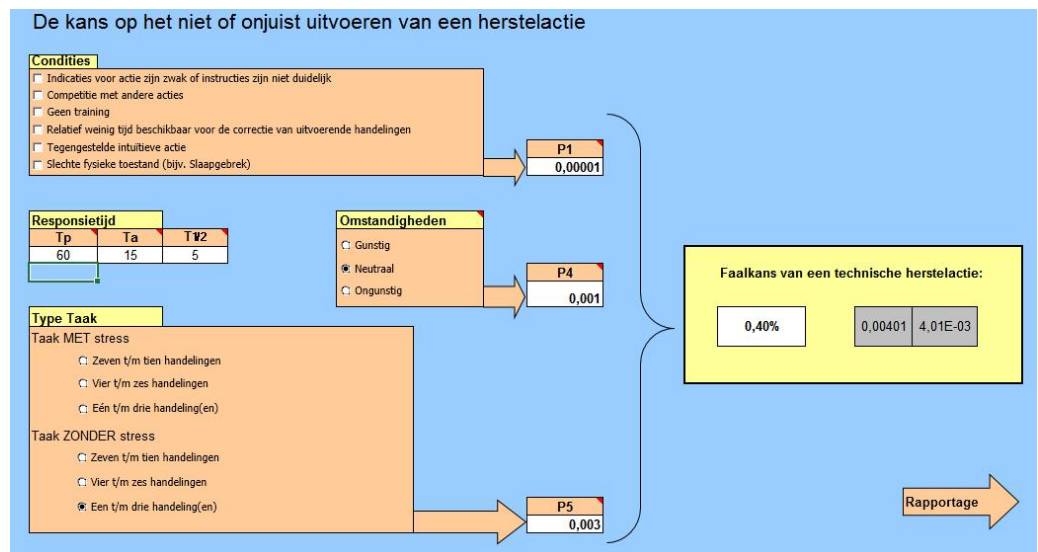 De kans op het niet of onjuist uitvoeren van een herstelactie
Condities
Indicaties voor actie zijn zwak of instructies zijn niet duidelijk
Competitie met andere acties
Geen training
Relatief weinig tijd beschikbaar voor de correctie van uitvoerende handelingen
Tegengestelde intuïtieve actie
Slechte fysieke toestand (bijv. Slaapgebrek)
P1
0,00001
Responsietijd
Tp Ta
60 15 5
Omstandigheden
Gunstig
Neutraal
Ongunstig
P4
0,001
Type Taak
Taak MET stress
Zeven t/m tien handelingen
Vier t/m zes handelingen
Eén t/m drie handeling(en)
Taak ZONDER stress
Zeven t/m tien handelingen
Vier t/m zes handelingen
Een t/m drie handeling(en)
P5
0,003
Faalkans van een technische herstelactie:
0,40% 0,00401 4,01E-03
Rapportage